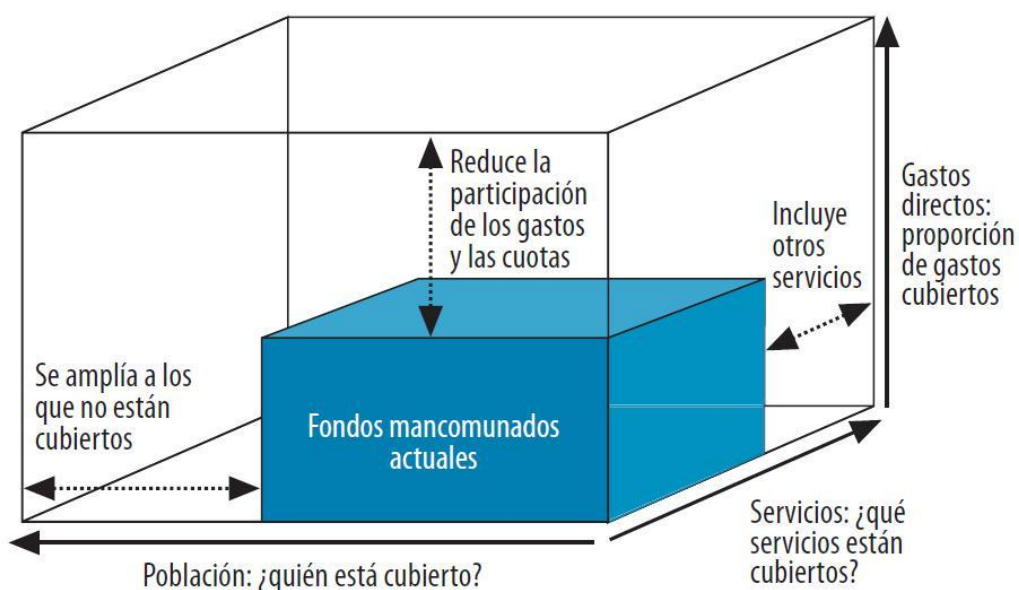 Reduce la
participación
de los gastos
y las cuotas
Incluye
otros
servicios
Gastos
directos:
proporción
de gastos
cubiertos
Se amplía a los
que no están
cubiertos
Fondos mancomunados
actuales
Servicios: ¿qué
servicios están
cubiertos?
Población: ¿quién está cubierto?